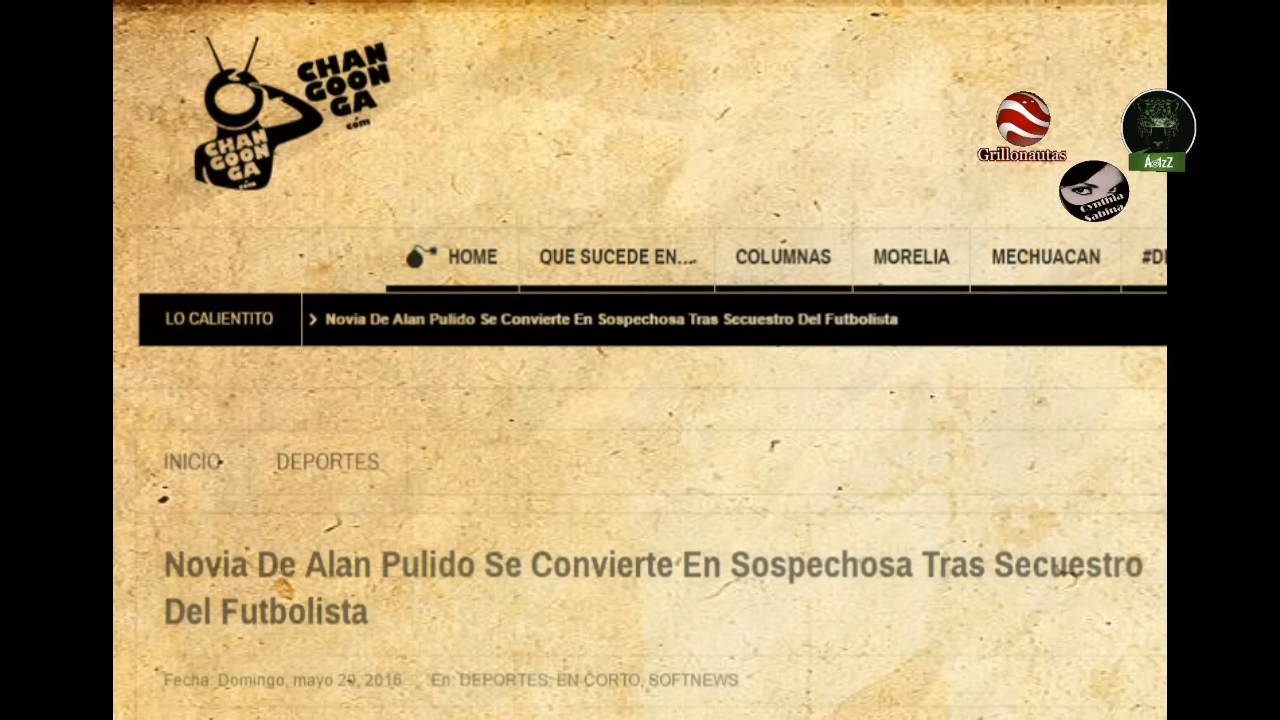 CHAN
GOON
GA
.com
CHAN
GOON
GA
.com
Grillonautas
A@1zZ
Cynthia
Sabina
HOME
QUE SUCEDE EN...
COLUMNAS
MORELIA
MECHUACAN
LO CALIENTITO
Novia De Alan Pulido Se Convierte En Sospechosa Tras Secuestro Del Futbolista
INICIO
DEPORTES
Novia De Alan Pulido Se Convierte En Sospechosa Tras Secuestro
Del Futbolista
Fecha Domingo, mayo 29, 2016 En: DEPORTES, EN CORTO, SOFTNEWS